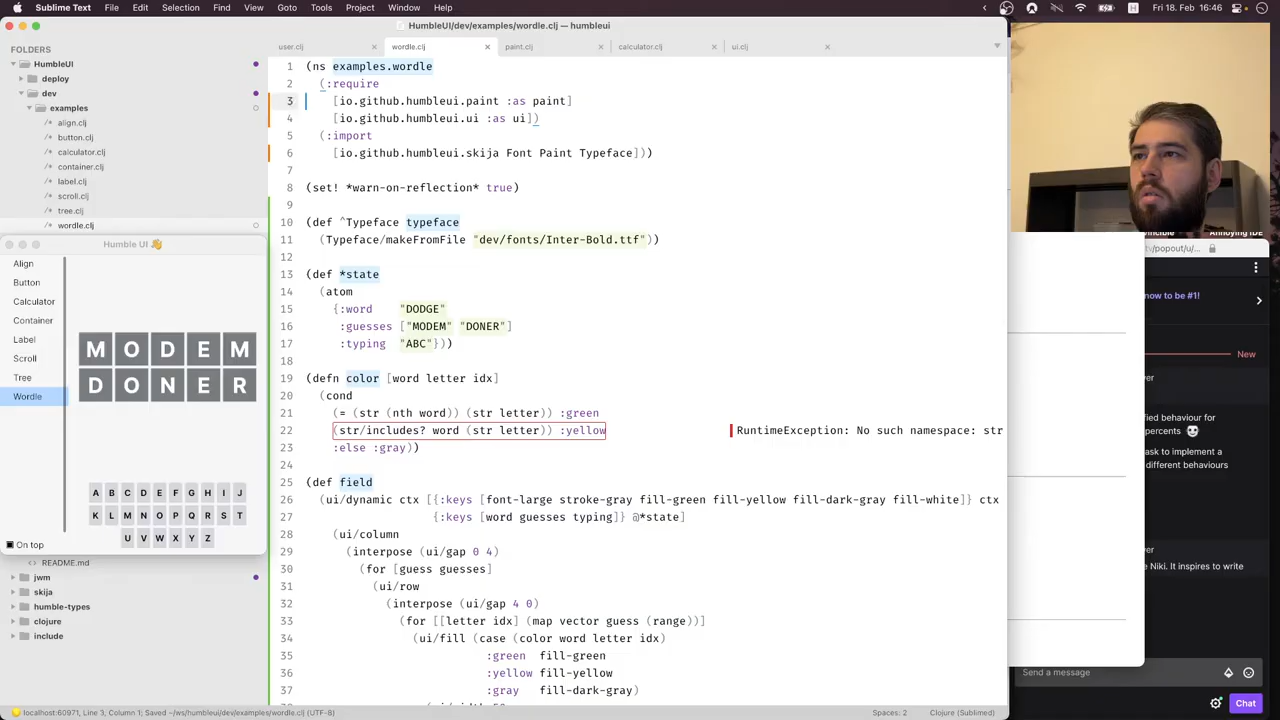 Sublime Text File Edit Selection Find View Goto Tools Project Window Help
Fri 18. Feb 16:46
HumbleUI/dev/examples/wordle.clj — humbleui
FOLDERS
HumbleUI
deploy
dev
examples
/* align.clj
/* button.clj
/* calculator.clj
/* container.clj
/* label.clj
/* scroll.clj
/* tree.clj
/* wordle.clj
Humble UI 👋
Align
Button
Calculator
Container
Label
Scroll
Tree
Wordle
On top
M O D E M
D O N E R
A B C D E F G H I J
K L M N O P Q R S T
U V W X Y Z
README.md
jwm
skija
humble-types
clojure
include
user.clj × wordle.clj × paint.clj × calculator.clj × ui.clj ×
1 (ns examples.wordle
2 (:require
3 [io.github.humbleui.paint :as paint]
4 [io.github.humbleui.ui :as ui])
5 (:import
6 [io.github.humbleui.skija Font Paint Typeface]))
7
8 (set! *warn-on-reflection* true)
9
10 (def ^Typeface typeface
11 (Typeface/makeFromFile "dev/fonts/Inter-Bold.ttf"))
12
13 (def *state
14 (atom
15 {:word "DODGE"
16 :guesses ["MODEM" "DONER"]
17 :typing "ABC"}))
18
19 (defn color [word letter idx]
20 (cond
21 (= (str (nth word)) (str letter)) :green
22 (str/includes? word (str letter)) :yellow RuntimeException: No such namespace: str
23 :else :gray))
24
25 (def field
26 (ui/dynamic ctx [{:keys [font-large stroke-gray fill-green fill-yellow fill-dark-gray fill-white]} ctx
27 {:keys [word guesses typing]} @*state]
28 (ui/column
29 (interpose (ui/gap 0 4)
30 (for [guess guesses]
31 (ui/row
32 (interpose (ui/gap 4 0)
33 (for [[letter idx] (map vector guess (range))]
34 (ui/fill (case (color word letter idx)
35 :green fill-green
36 :yellow fill-yellow
37 :gray fill-dark-gray)
localhost:60971, Line 3, Column 1; Saved ~/ws/humbleui/dev/examples/wordle.clj (UTF-8)
Spaces: 2
Clojure (Sublimed)
Annoying IDE
popout/u/...
now to be #1!
New
fied behaviour for
percents
ask to implement a
different behaviours
Niki. It inspires to write
Send a message
Chat